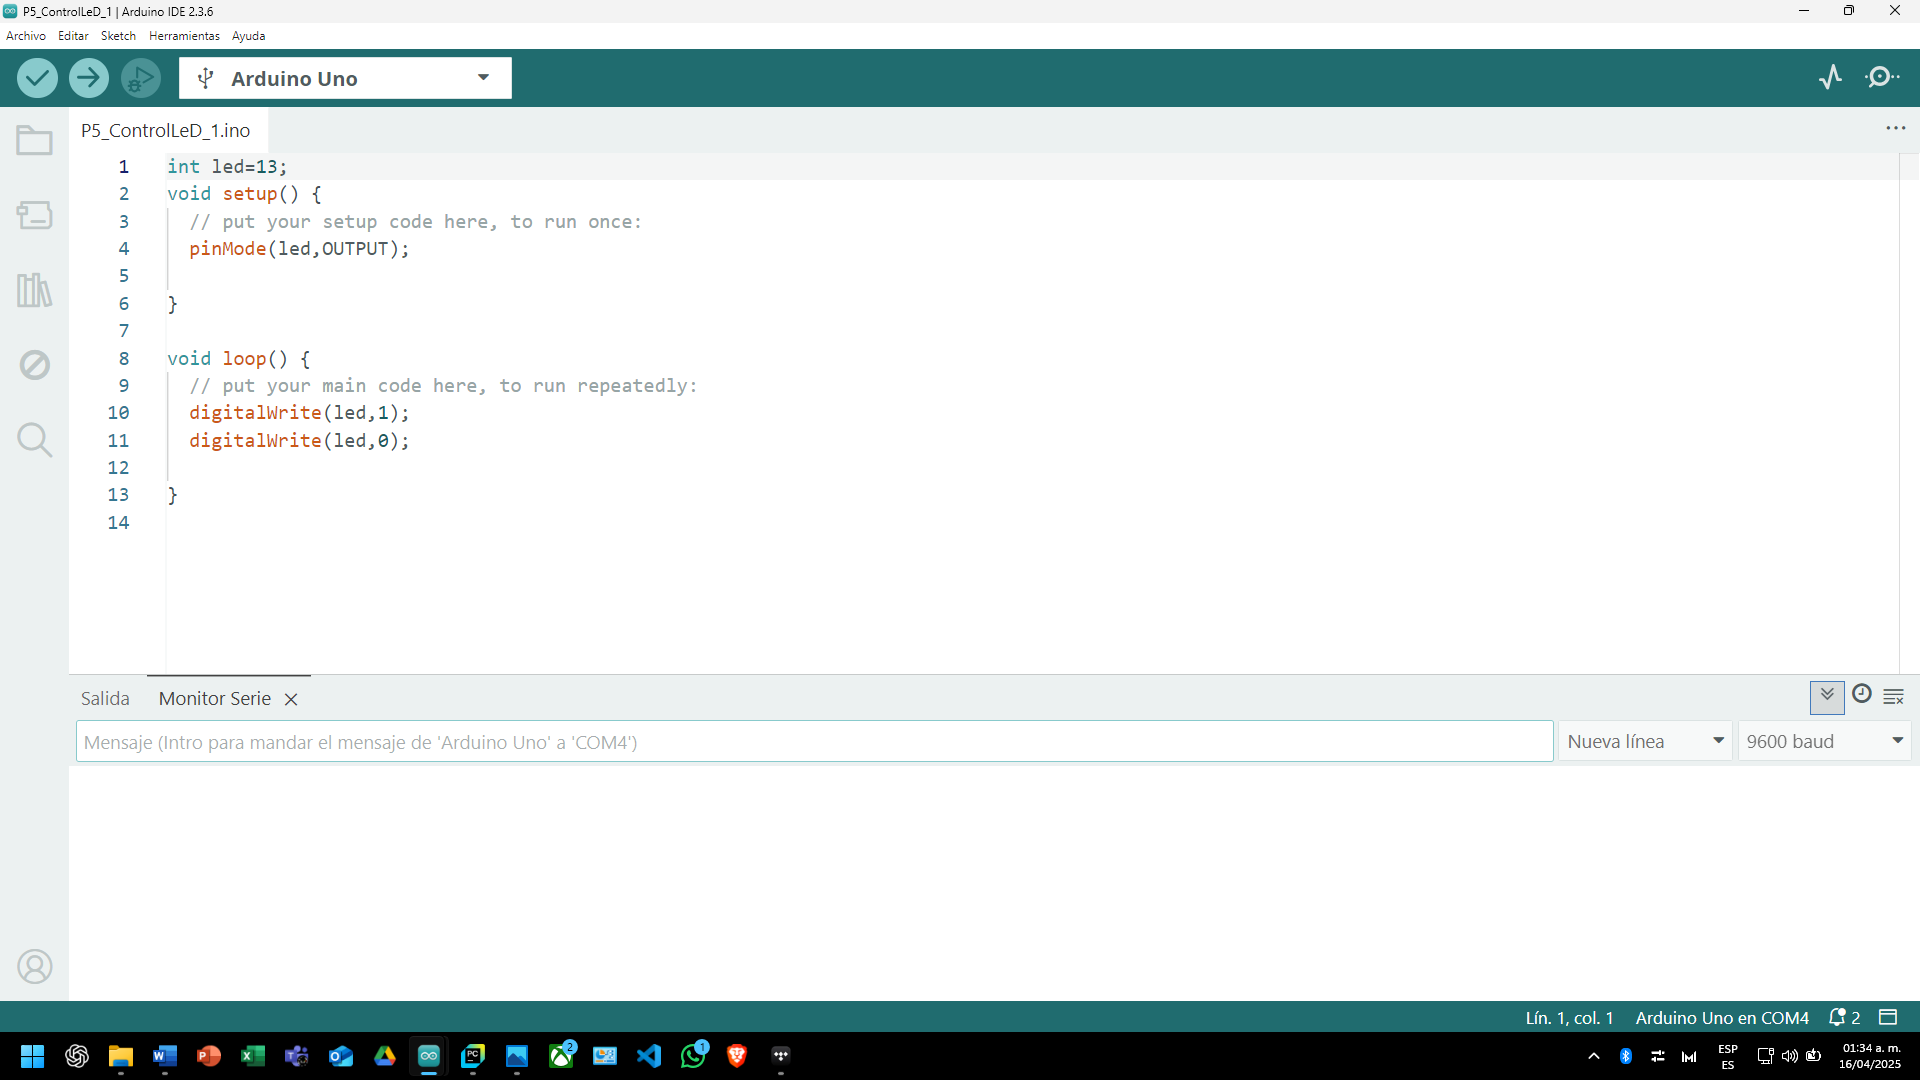 P5_ControlLeD_1 | Arduino IDE 2.3.6
Archivo Editar Sketch Herramientas Ayuda
Arduino Uno
P5_ControlLeD_1.ino
1 int led=13;
2 void setup() {
3 // put your setup code here, to run once:
4 pinMode(led,OUTPUT);
5
6 }
7
8 void loop() {
9 // put your main code here, to run repeatedly:
10 digitalWrite(led,1);
11 digitalWrite(led,0);
12
13 }
14
Salida Monitor Serie
Mensaje (Intro para mandar el mensaje de 'Arduino Uno' a 'COM4') Nueva línea 9600 baud
Lín. 1, col. 1 Arduino Uno en COM4 2
2 1
ESP 01:34 a. m.
ES 16/04/2025